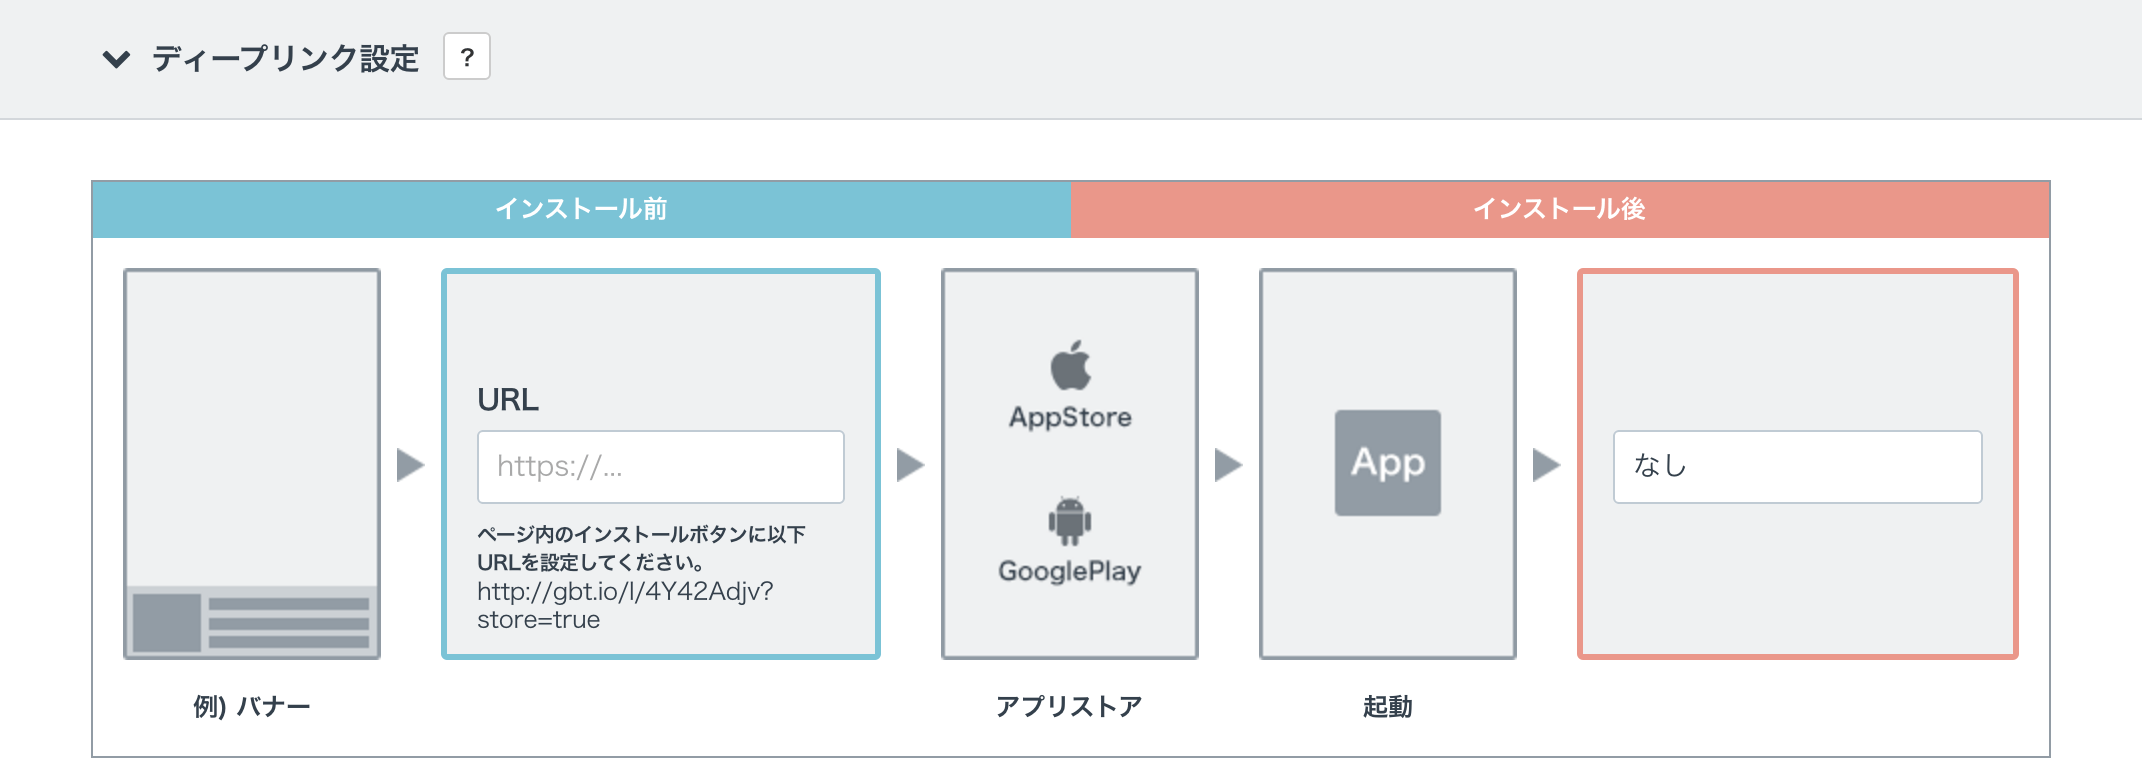 ディープリンク設定 ?
インストール前
インストール後
URL
https://...
ページ内のインストールボタンに以下
URLを設定してください。
http://gbt.io/l/4Y42Adjv?
store=true
AppStore
GooglePlay
App
なし
例) バナー
アプリストア
起動